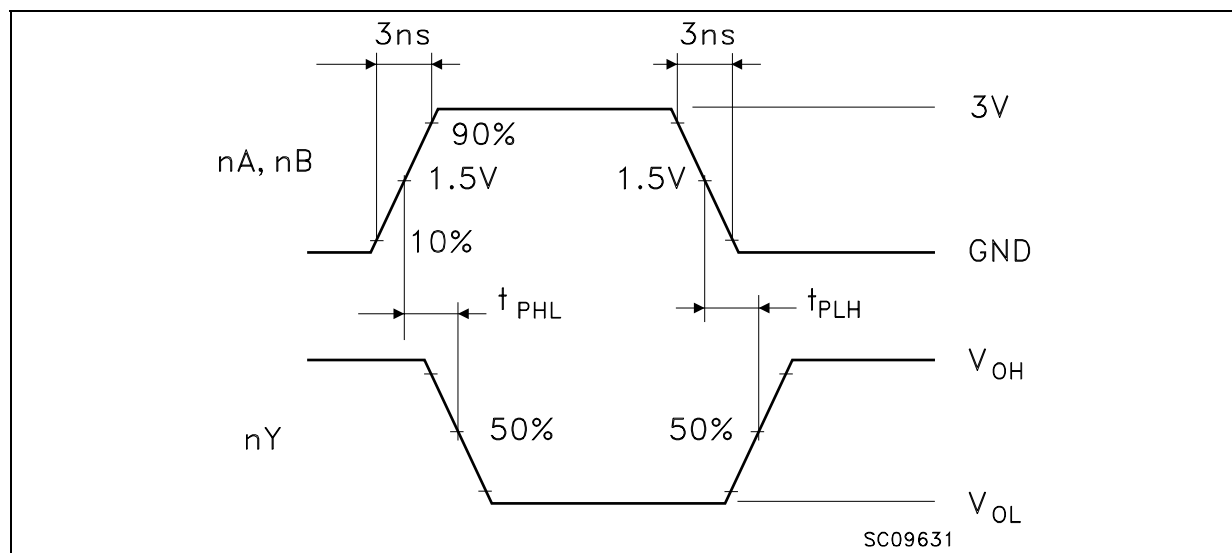 3ns 3ns
3V
90%
nA, nB
1.5V 1.5V
10%
GND
t PHL tPLH
VOH
50% 50%
nY
VOL
SC09631